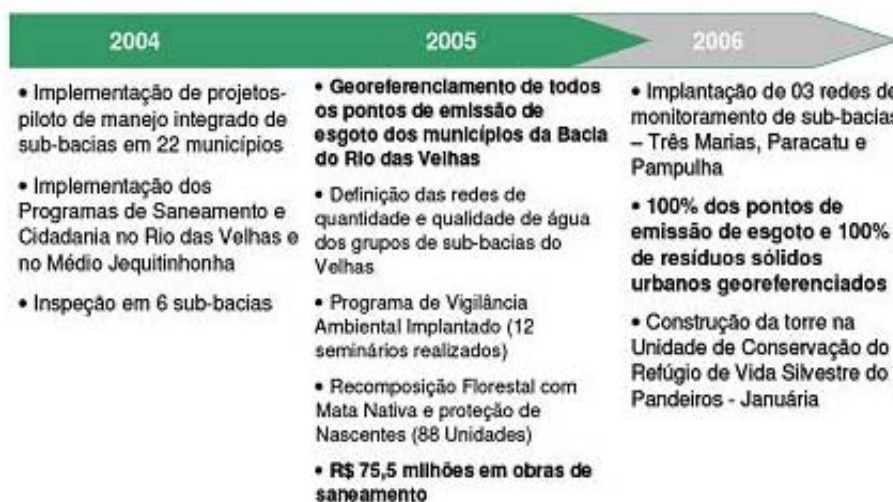 2004
2005
2006
• Implementação de projetos-
piloto de manejo integrado de
sub-bacias em 22 municípios
• Implementação dos
Programas de Saneamento e
Cidadania no Rio das Velhas e
no Médio Jequitinhonha
• Inspeção em 6 sub-bacias
• Georeferenciamento de todos
os pontos de emissão de
esgoto dos municípios da Bacia
do Rio das Velhas
• Definição das redes de
quantidade e qualidade de água
dos grupos de sub-bacias do
Velhas
• Programa de Vigilância
Ambiental Implantado (12
seminários realizados)
• Recomposição Florestal com
Mata Nativa e proteção de
Nascentes (88 Unidades)
• R$ 75,5 milhões em obras de
saneamento
• Implantação de 03 redes de
monitoramento de sub-bacias
– Três Marias, Paracatu e
Pampulha
• 100% dos pontos de
emissão de esgoto e 100%
de resíduos sólidos
urbanos georeferenciados
• Construção da torre na
Unidade de Conservação do
Refúgio de Vida Silvestre do
Pandeiros - Januária